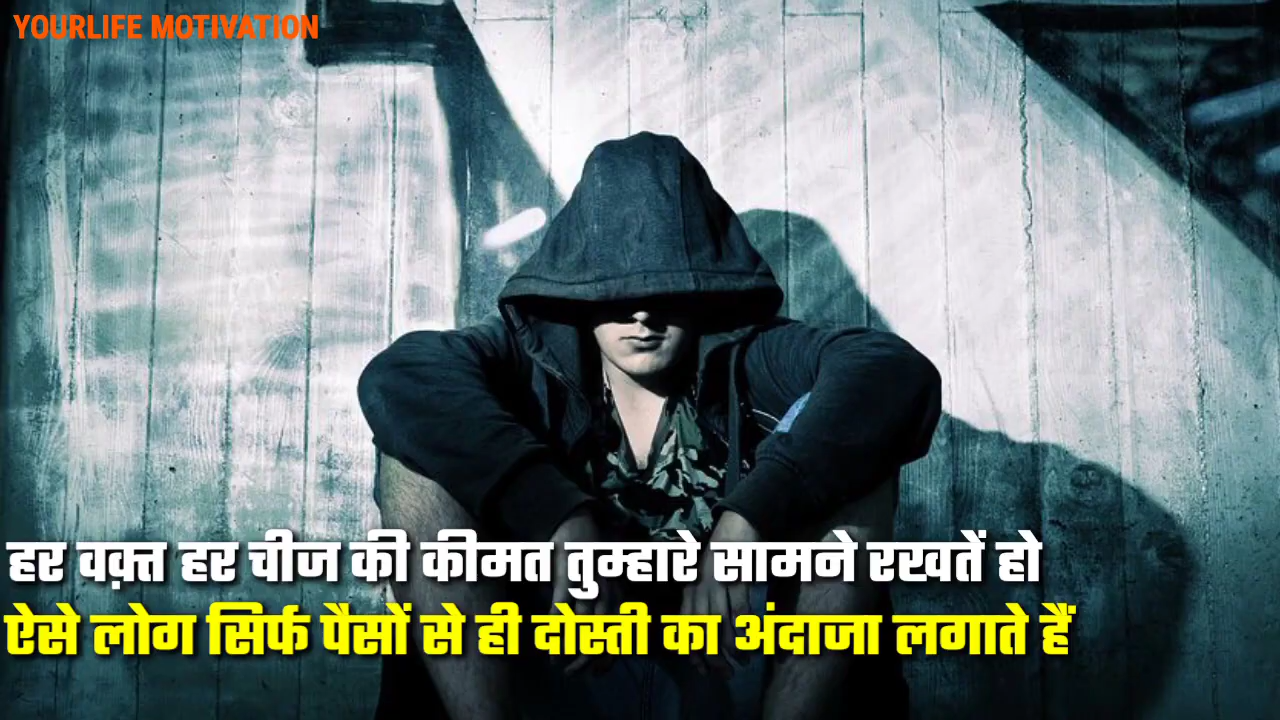 YOURLIFE MOTIVATION
हर वक़्त हर चीज की कीमत तुम्हारे सामने रखतें हो
ऐसे लोग सिर्फ पैसों से ही दोस्ती का अंदाजा लगाते हैं